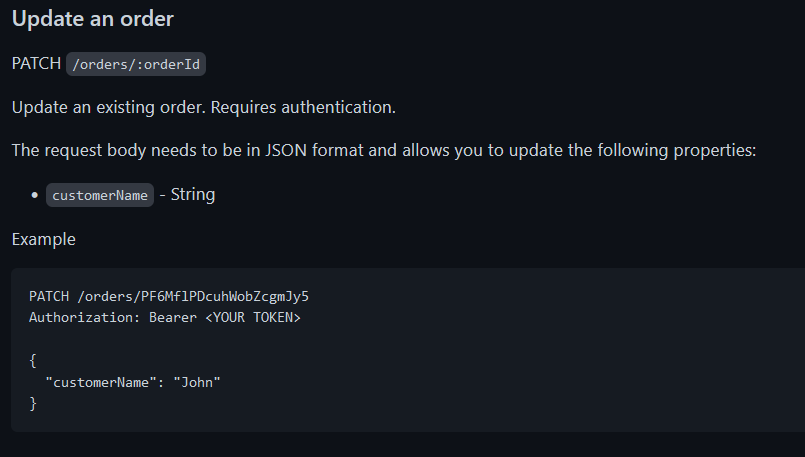 Update an order
PATCH /orders/:orderId
Update an existing order. Requires authentication.
The request body needs to be in JSON format and allows you to update the following properties:
• customerName - String
Example
PATCH /orders/PF6MflPDcuhWobZcgmJy5
Authorization: Bearer <YOUR TOKEN>
{
  "customerName": "John"
}